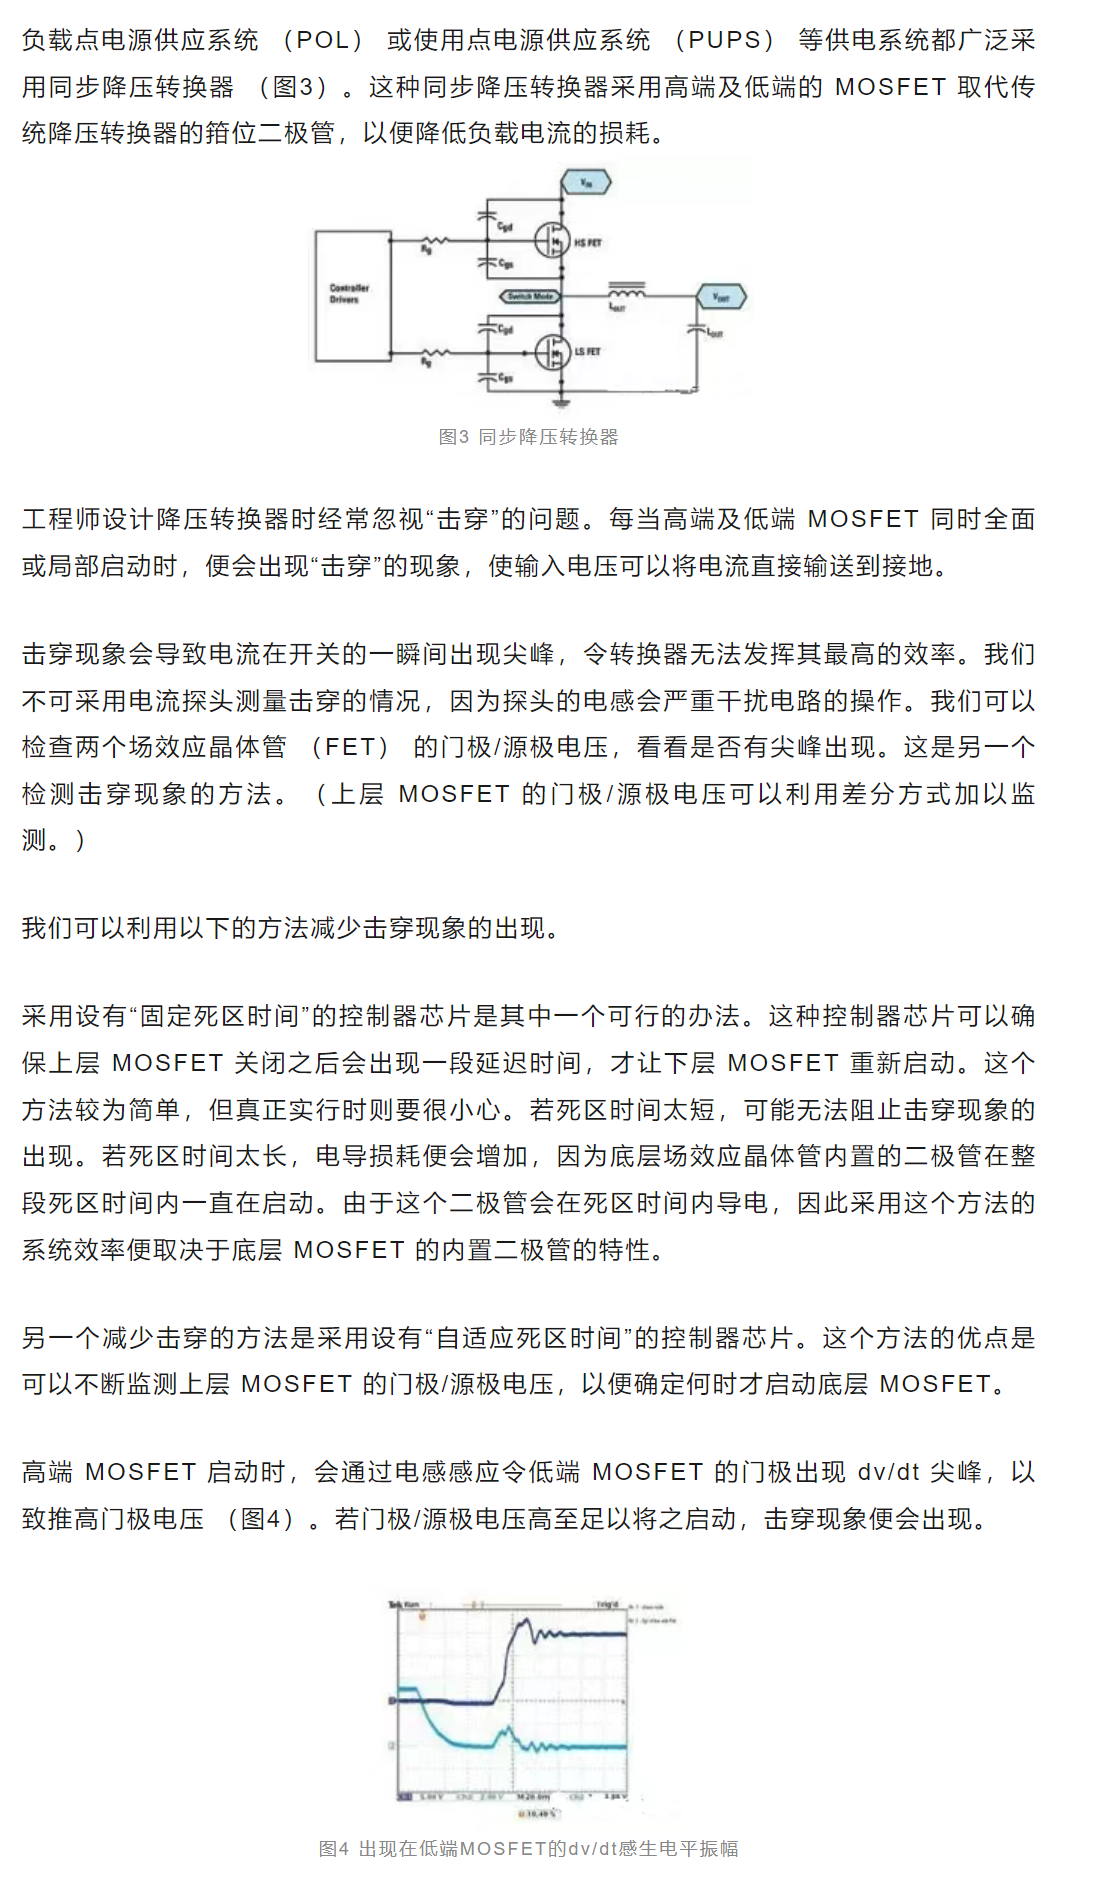 负载点电源供应系统 （POL） 或使用点电源供应系统 （PUPS） 等供电系统都广泛采
用同步降压转换器 （图3）。这种同步降压转换器采用高端及低端的 MOSFET 取代传
统降压转换器的箝位二极管，以便降低负载电流的损耗。
VIN
Cgd
HS FET
Rg
Cgs
Controller
Drivers
Switch Mode
LOUT
VOUT
Cgd
LOUT
LS FET
Rg
Cgs
图3 同步降压转换器
工程师设计降压转换器时经常忽视“击穿”的问题。每当高端及低端 MOSFET 同时全面
或局部启动时，便会出现“击穿”的现象，使输入电压可以将电流直接输送到接地。
击穿现象会导致电流在开关的一瞬间出现尖峰，令转换器无法发挥其最高的效率。我们
不可采用电流探头测量击穿的情况，因为探头的电感会严重干扰电路的操作。我们可以
检查两个场效应晶体管 （FET） 的门极/源极电压，看看是否有尖峰出现。这是另一个
检测击穿现象的方法。（上层 MOSFET 的门极/源极电压可以利用差分方式加以监
测。）
我们可以利用以下的方法减少击穿现象的出现。
采用设有“固定死区时间”的控制器芯片是其中一个可行的办法。这种控制器芯片可以确
保上层 MOSFET 关闭之后会出现一段延迟时间，才让下层 MOSFET 重新启动。这个
方法较为简单，但真正实行时则要很小心。若死区时间太短，可能无法阻止击穿现象的
出现。若死区时间太长，电导损耗便会增加，因为底层场效应晶体管内置的二极管在整
段死区时间内一直在启动。由于这个二极管会在死区时间内导电，因此采用这个方法的
系统效率便取决于底层 MOSFET 的内置二极管的特性。
另一个减少击穿的方法是采用设有“自适应死区时间”的控制器芯片。这个方法的优点是
可以不断监测上层 MOSFET 的门极/源极电压，以便确定何时才启动底层 MOSFET。
高端 MOSFET 启动时，会通过电感感应令低端 MOSFET 的门极出现 dv/dt 尖峰，以
致推高门极电压 （图4）。若门极/源极电压高至足以将之启动，击穿现象便会出现。
Tek Run
Trig'd
图4 出现在低端MOSFET的dv/dt感生电平振幅